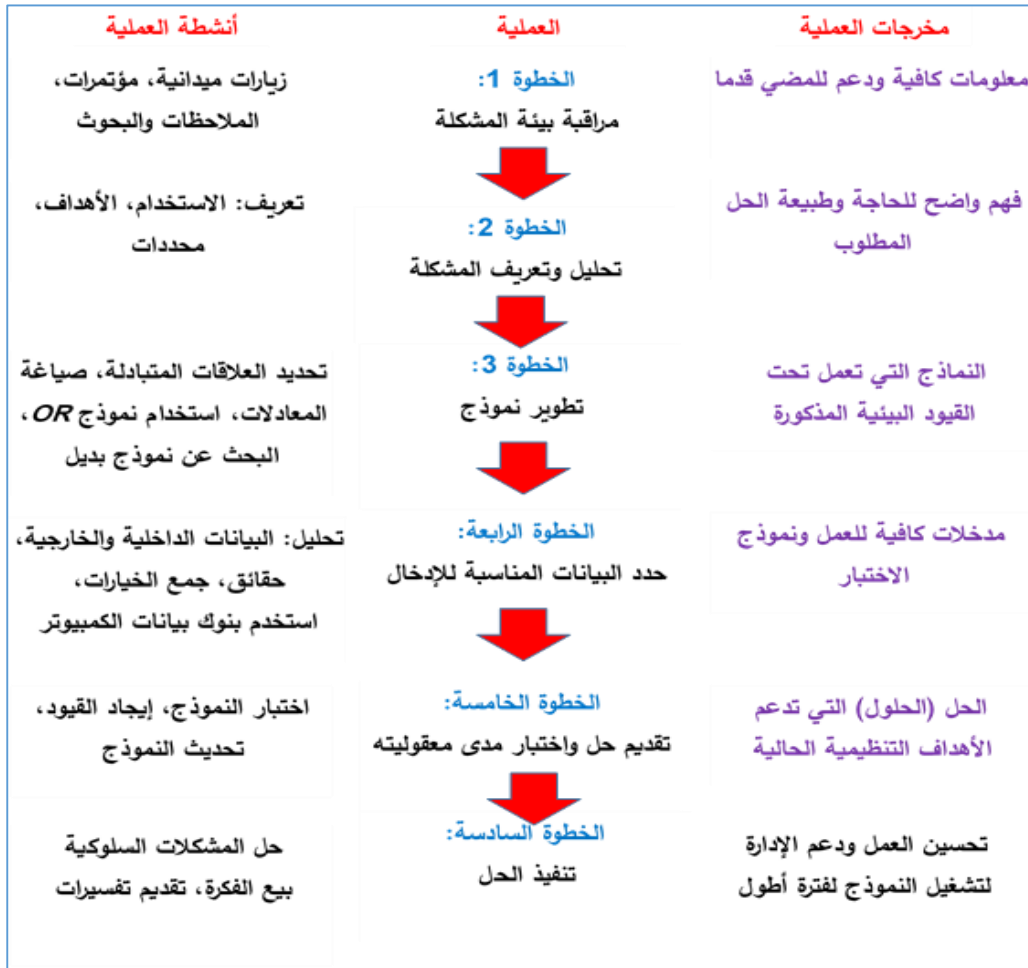 مخرجات العملية
العملية
أنشطة العملية
معلومات كافية ودعم للمضي قدما
الخطوة 1:
مراقبة بيئة المشكلة
زيارات ميدانية، مؤتمرات،
الملاحظات والبحوث
فهم واضح للحاجة وطبيعة الحل
المطلوب
الخطوة 2:
تحليل وتعريف المشكلة
تعريف: الاستخدام، الأهداف،
محددات
النماذج التي تعمل تحت
القيود البيئية المذكورة
الخطوة 3:
تطوير نموذج
تحديد العلاقات المتبادلة، صياغة
المعادلات، استخدام نموذج OR،
البحث عن نموذج بديل
مدخلات كافية للعمل ونموذج
الاختبار
الخطوة الرابعة:
حدد البيانات المناسبة للإدخال
تحليل: البيانات الداخلية والخارجية،
حقائق، جمع الخيارات،
استخدم بنوك بيانات الكمبيوتر
الحل (الحلول) التي تدعم
الأهداف التنظيمية الحالية
الخطوة الخامسة:
تقديم حل واختبار مدى معقوليته
اختبار النموذج، إيجاد القيود،
تحديث النموذج
تحسين العمل ودعم الإدارة
لتشغيل النموذج لفترة أطول
الخطوة السادسة:
تنفيذ الحل
حل المشكلات السلوكية
بيع الفكرة، تقديم تفسيرات